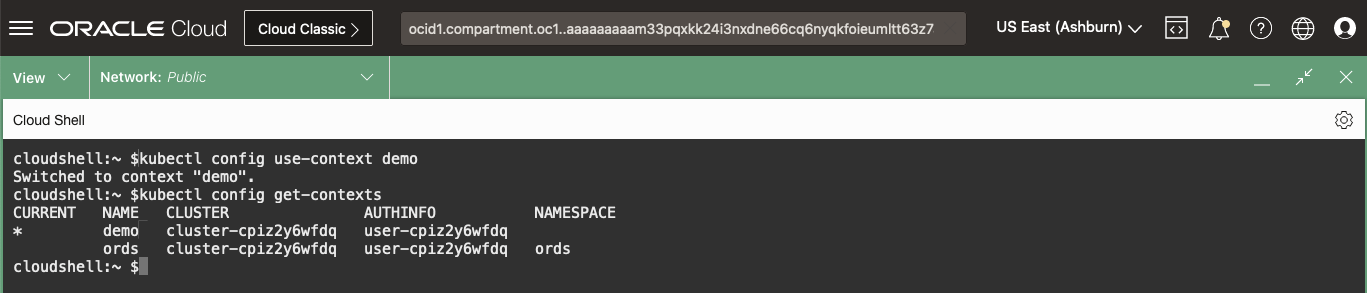 ORACLE Cloud
Cloud Classic >
ocid1.compartment.oc1..aaaaaaaaam33pqxkk24i3nxdne66cq6nyqkfoieumltt63z7
US East (Ashburn)
View
Network: Public
Cloud Shell
cloudshell:~ $kubectl config use-context demo
Switched to context "demo".
cloudshell:~ $kubectl config get-contexts
CURRENT NAME CLUSTER AUTHINFO NAMESPACE
* demo cluster-cpiz2y6wfdq user-cpiz2y6wfdq
ords cluster-cpiz2y6wfdq user-cpiz2y6wfdq ords
cloudshell:~ $